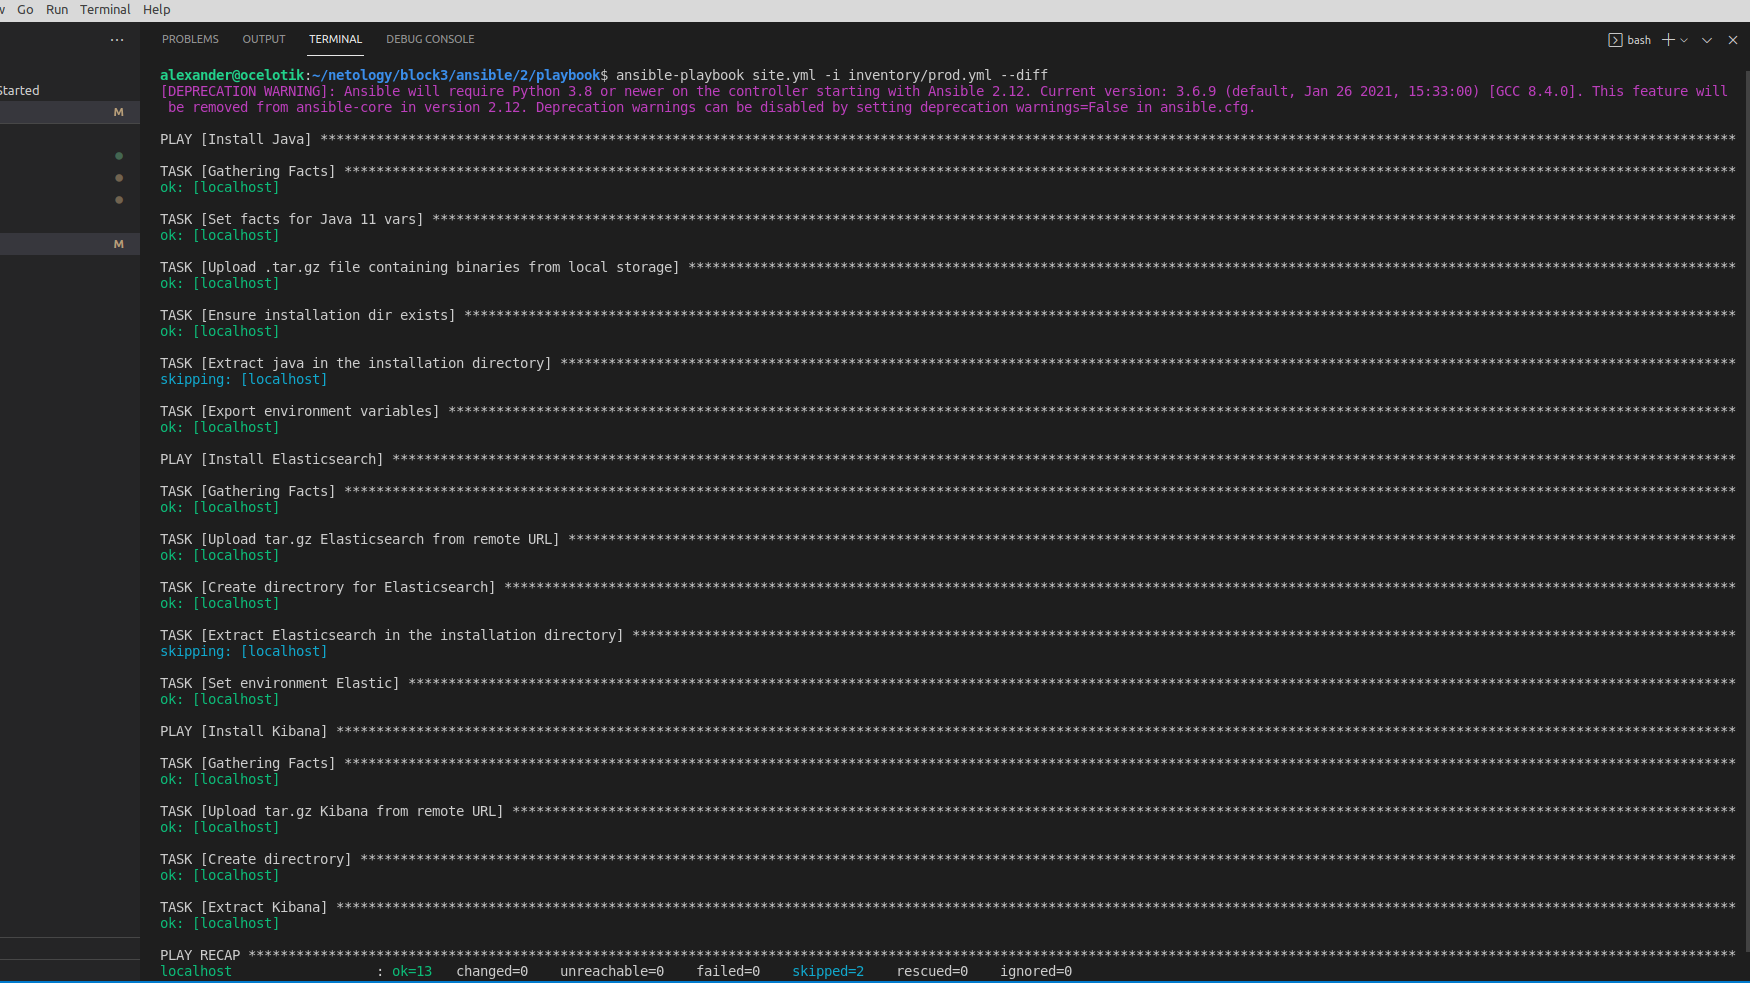 Go Run Terminal Help
PROBLEMS OUTPUT TERMINAL DEBUG CONSOLE
bash
Started
M
M
alexander@ocelotik:~/netology/block3/ansible/2/playbook$ ansible-playbook site.yml -i inventory/prod.yml --diff
[DEPRECATION WARNING]: Ansible will require Python 3.8 or newer on the controller starting with Ansible 2.12. Current version: 3.6.9 (default, Jan 26 2021, 15:33:00) [GCC 8.4.0]. This feature will
be removed from ansible-core in version 2.12. Deprecation warnings can be disabled by setting deprecation warnings=False in ansible.cfg.
PLAY [Install Java] ****
TASK [Gathering Facts] ****
ok: [localhost]
TASK [Set facts for Java 11 vars] ****
ok: [localhost]
TASK [Upload .tar.gz file containing binaries from local storage] ****
ok: [localhost]
TASK [Ensure installation dir exists] ****
ok: [localhost]
TASK [Extract java in the installation directory] ****
skipping: [localhost]
TASK [Export environment variables] ****
ok: [localhost]
PLAY [Install Elasticsearch] ****
TASK [Gathering Facts] ****
ok: [localhost]
TASK [Upload tar.gz Elasticsearch from remote URL] ****
ok: [localhost]
TASK [Create directrory for Elasticsearch] ****
ok: [localhost]
TASK [Extract Elasticsearch in the installation directory] ****
skipping: [localhost]
TASK [Set environment Elastic] ****
ok: [localhost]
PLAY [Install Kibana] ****
TASK [Gathering Facts] ****
ok: [localhost]
TASK [Upload tar.gz Kibana from remote URL] ****
ok: [localhost]
TASK [Create directrory] ****
ok: [localhost]
TASK [Extract Kibana] ****
ok: [localhost]
PLAY RECAP ****
localhost : ok=13 changed=0 unreachable=0 failed=0 skipped=2 rescued=0 ignored=0